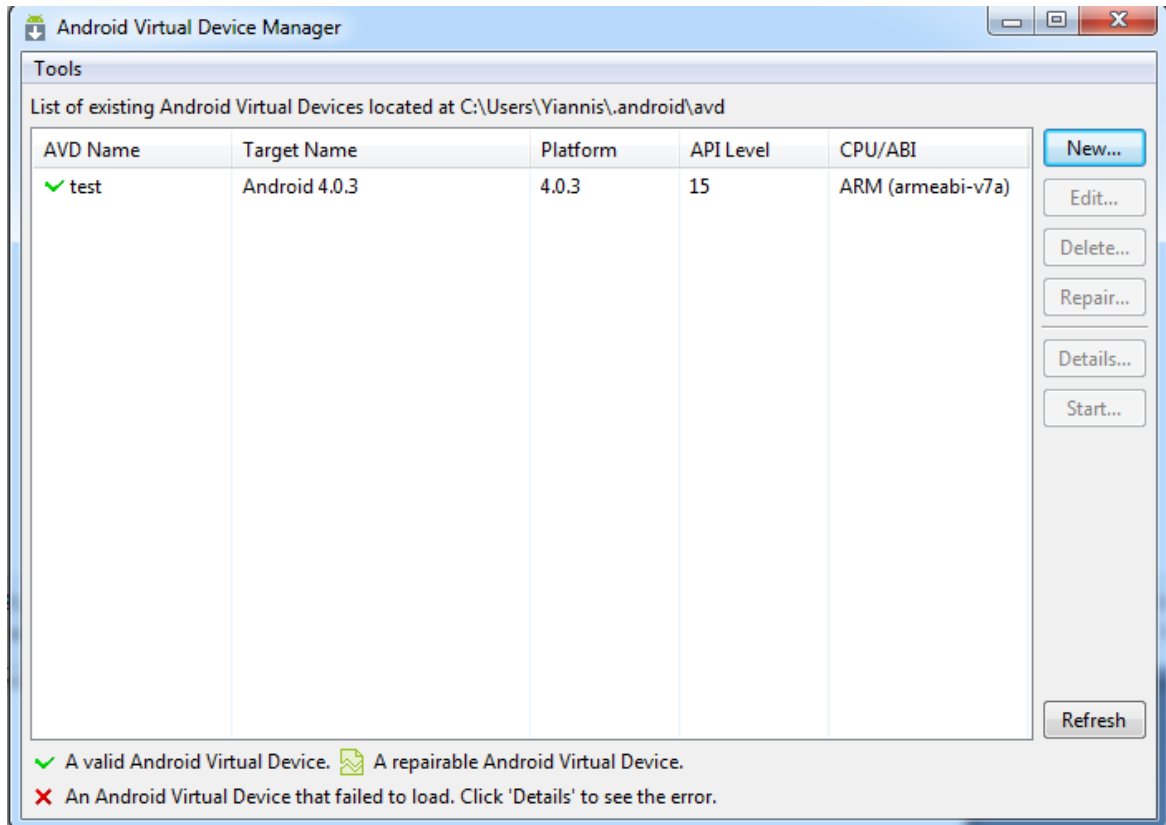 Android Virtual Device Manager
Tools
List of existing Android Virtual Devices located at C:\Users\Yiannis\.android\avd
AVD Name Target Name Platform API Level CPU/ABI
test Android 4.0.3 4.0.3 15 ARM (armeabi-v7a)
New...
Edit...
Delete...
Repair...
Details...
Start...
Refresh
A valid Android Virtual Device. A repairable Android Virtual Device.
An Android Virtual Device that failed to load. Click 'Details' to see the error.